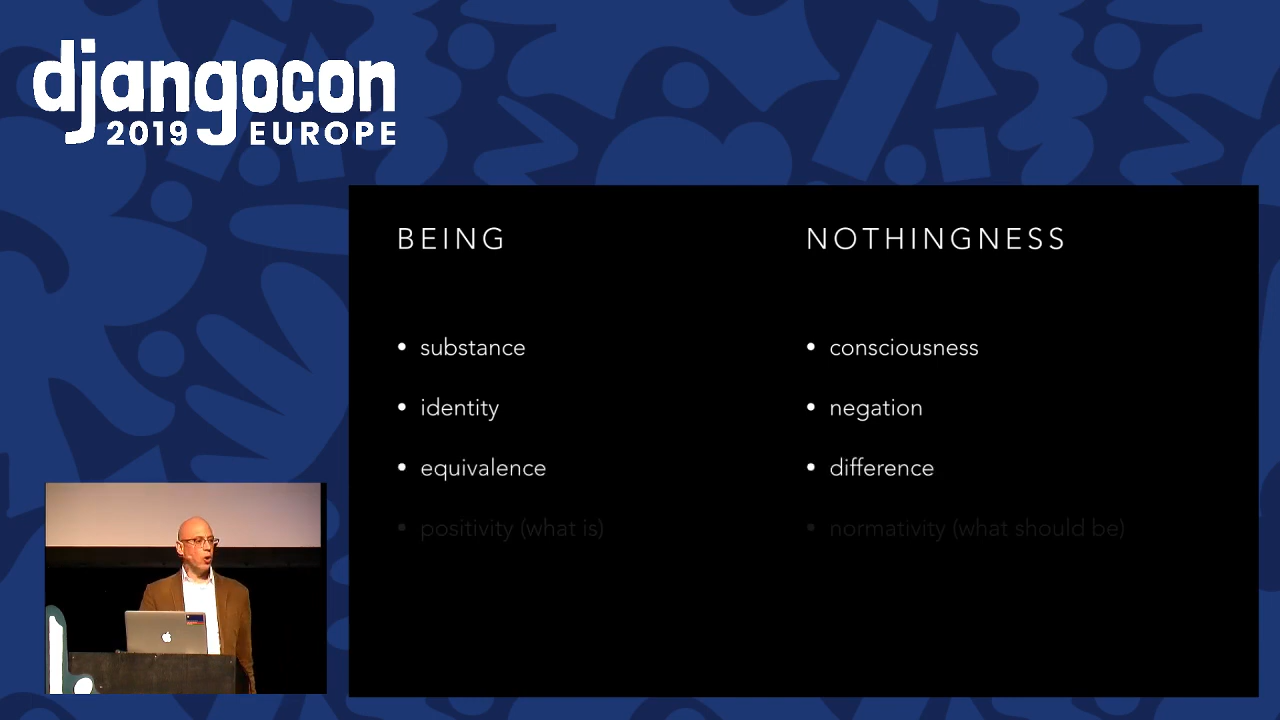 djangocon
2019 EUROPE
BEING
NOTHINGNESS
• substance
• consciousness
• identity
• negation
• equivalence
• difference
• positivity (what is)
• normativity (what should be)